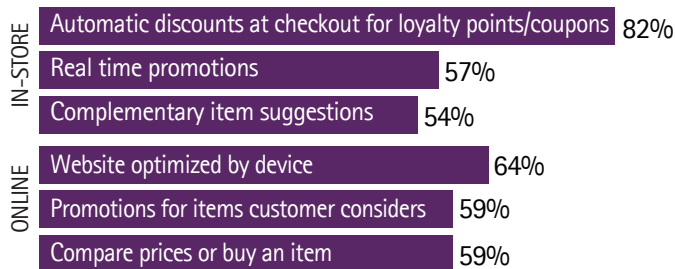 IN-STORE
Automatic discounts at checkout for loyalty points/coupons 82%
Real time promotions 57%
Complementary item suggestions 54%
ONLINE
Website optimized by device 64%
Promotions for items customer considers 59%
Compare prices or buy an item 59%